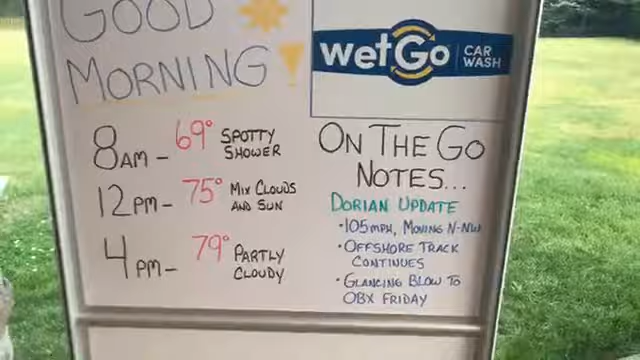 GOOD
MORNING!
8AM - 69° SPOTTY
SHOWER
12PM - 75° MIX CLOUDS
AND SUN
4PM - 79° PARTLY
CLOUDY
wetGo CAR
WASH
ON THE GO
NOTES...
DORIAN UPDATE
•105MPH, MOVING N-NW
•OFFSHORE TRACK
CONTINUES
•GLANCING BLOW TO
OBX FRIDAY